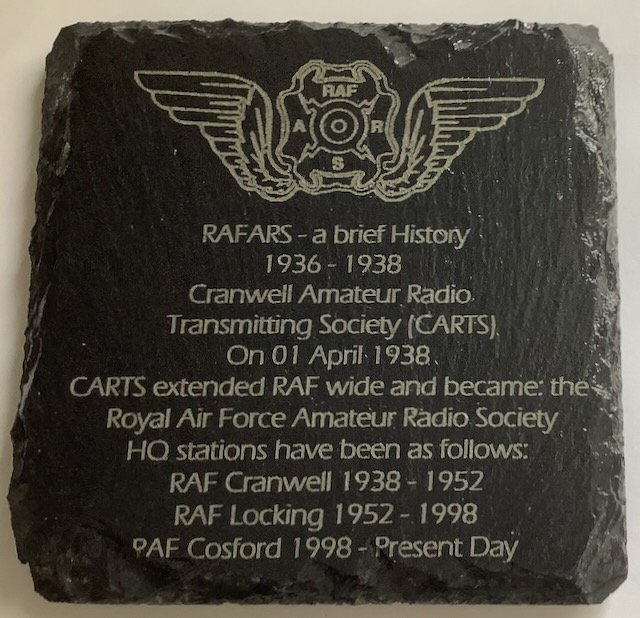 RAF
A R
S
RAFARS - a brief History
1936 - 1938
Cranwell Amateur Radio
Transmitting Society (CARTS)
On 01 April 1938
CARTS extended RAF wide and became: the
Royal Air Force Amateur Radio Society
HQ stations have been as follows:
RAF Cranwell 1938 - 1952
RAF Locking 1952 - 1998
RAF Cosford 1998 - Present Day